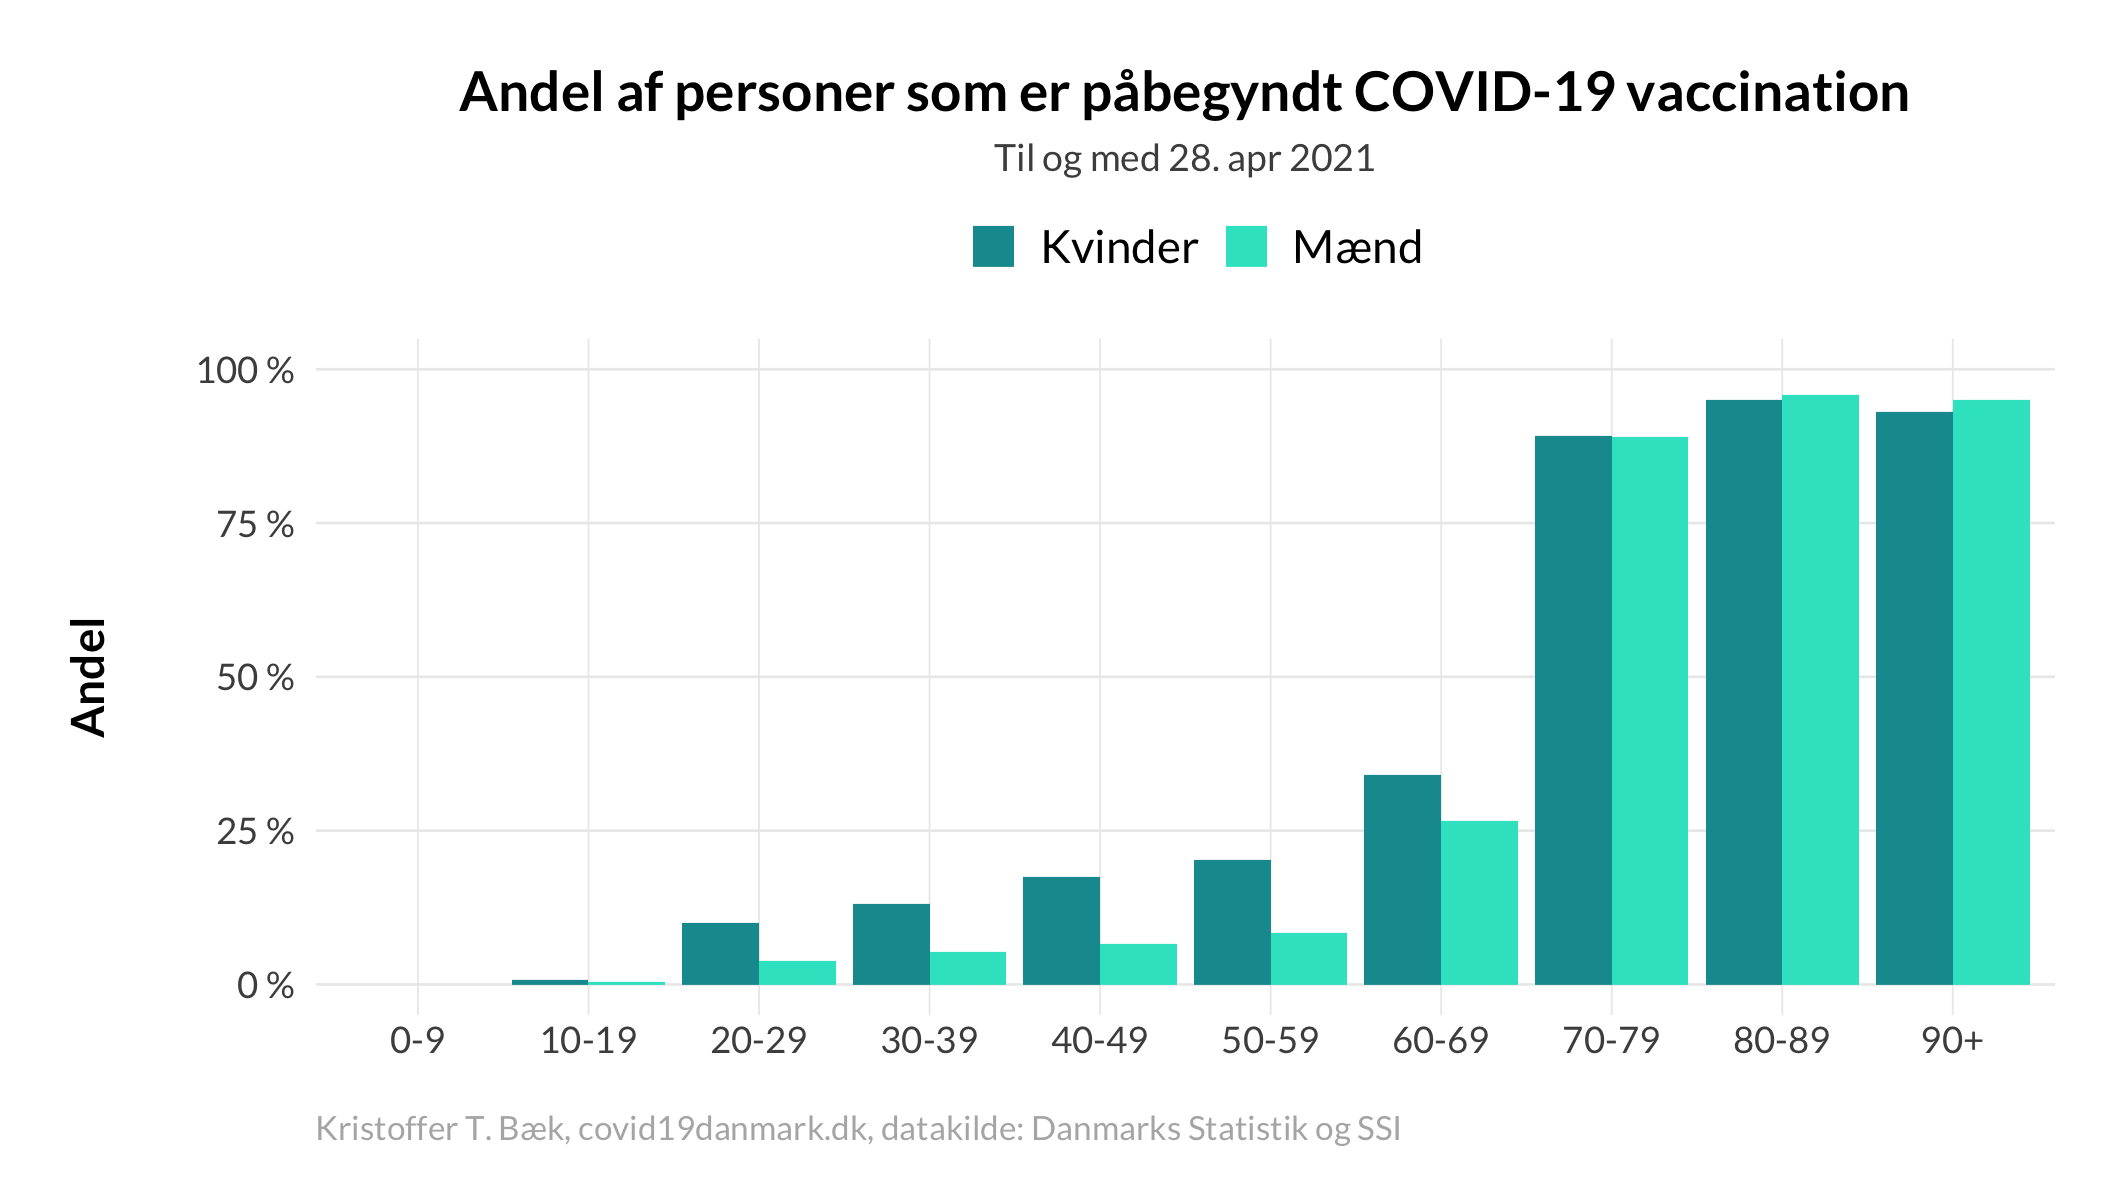 Andel af personer som er påbegyndt COVID-19 vaccination
Til og med 28. apr 2021
Kvinder
Mænd
Andel
100 %
75 %
50 %
25 %
0 %
0-9
10-19
20-29
30-39
40-49
50-59
60-69
70-79
80-89
90+
Kristoffer T. Bæk, covid19danmark.dk, datakilde: Danmarks Statistik og SSI